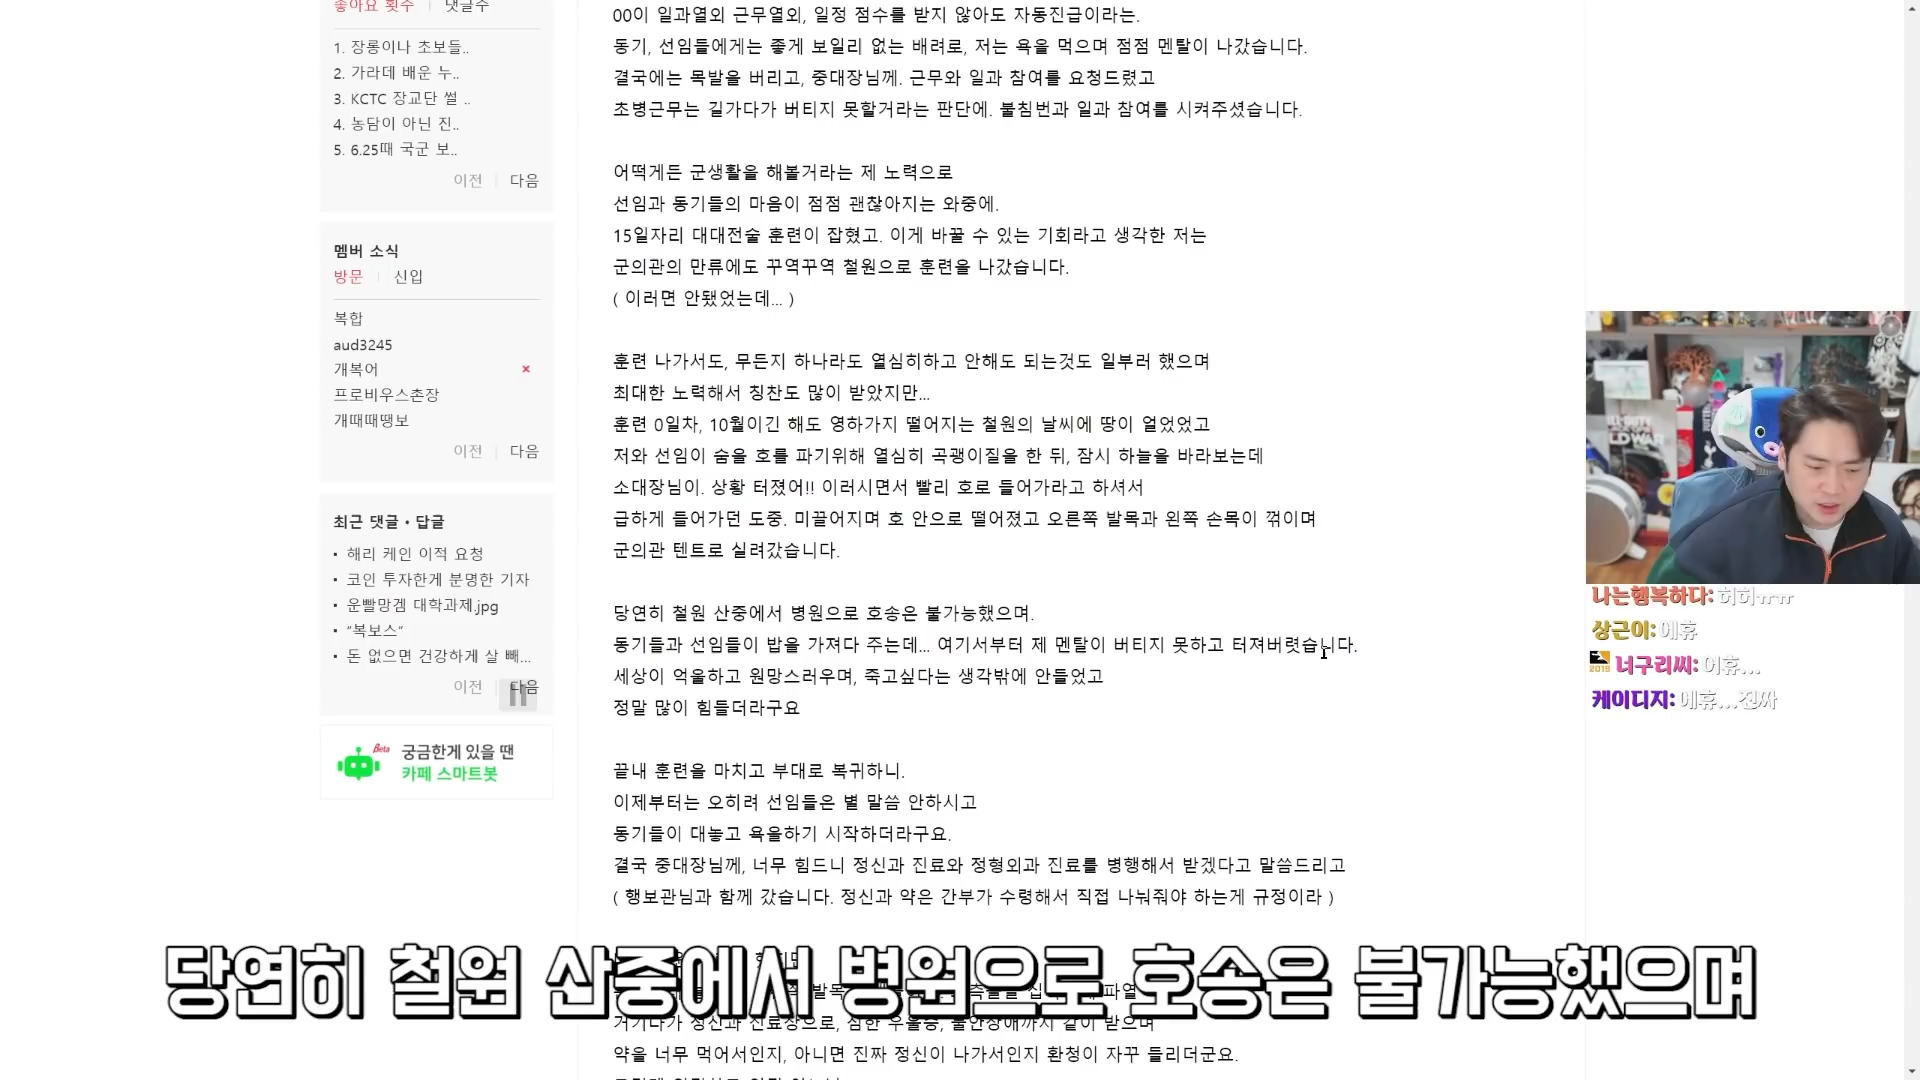 좋아요 횟수 댓글수
1. 장롱이나 초보들..
2. 가라데 배운 누..
3. KCTC 장교단 썰 ..
4. 농담이 아닌 진..
5. 6.25때 국군 보..
이전 다음
멤버 소식
방문 신입
복합
aud3245
개복어
프로비우스촌장
개때때땡보
이전 다음
최근 댓글 • 답글
해리 케인 이적 요청
코인 투자한게 분명한 기자
운빨망겜 대학과제.jpg
"복보스"
돈 없으면 건강하게 살 빼...
이전 다음
Beta 궁금한게 있을 땐
카페 스마트봇
00이 일과열외 근무열외, 일정 점수를 받지 않아도 자동진급이라는.
동기, 선임들에게는 좋게 보일리 없는 배려로, 저는 욕을 먹으며 점점 멘탈이 나갔습니다.
결국에는 목발을 버리고, 중대장님께. 근무와 일과 참여를 요청드렸고
초병근무는 길가다가 버티지 못할거라는 판단에. 불침번과 일과 참여를 시켜주셨습니다.
어떡게든 군생활을 해볼거라는 제 노력으로
선임과 동기들의 마음이 점점 괜찮아지는 와중에.
15일자리 대대전술 훈련이 잡혔고. 이게 바꿀 수 있는 기회라고 생각한 저는
군의관의 만류에도 꾸역꾸역 철원으로 훈련을 나갔습니다.
( 이러면 안됐었는데... )
훈련 나가서도, 무든지 하나라도 열심히하고 안해도 되는것도 일부러 했으며
최대한 노력해서 칭찬도 많이 받았지만...
훈련 0일차, 10월이긴 해도 영하가지 떨어지는 철원의 날씨에 땅이 얼었었고
저와 선임이 숨을 호를 파기위해 열심히 곡괭이질을 한 뒤, 잠시 하늘을 바라보는데
소대장님이. 상황 터졌어!! 이러시면서 빨리 호로 들어가라고 하셔서
급하게 들어가던 도중. 미끌어지며 호 안으로 떨어졌고 오른쪽 발목과 왼쪽 손목이 꺾이며
군의관 텐트로 실려갔습니다.
당연히 철원 산중에서 병원으로 호송은 불가능했으며.
동기들과 선임들이 밥을 가져다 주는데... 여기서부터 제 멘탈이 버티지 못하고 터져버렷습니다.
세상이 억울하고 원망스러우며, 죽고싶다는 생각밖에 안들었고
정말 많이 힘들더라구요
끝내 훈련을 마치고 부대로 복귀하니.
이제부터는 오히려 선임들은 별 말씀 안하시고
동기들이 대놓고 욕을하기 시작하더라구요.
결국 중대장님께, 너무 힘드니 정신과 진료와 정형외과 진료를 병행해서 받겠다고 말씀드리고
( 행보관님과 함께 갔습니다. 정신과 약은 간부가 수령해서 직접 나눠줘야 하는게 규정이라 )
거기다가 정신과 진료상으로, 심한 우울증, 불안장애까지 같이 받으며
약을 너무 먹어서인지, 아니면 진짜 정신이 나가서인지 환청이 자꾸 들리더군요.
당연히 철원 산중에서 병원으로 호송은 불가능했으며
나는행복하다: 허허ㅠㅠ
상근이: 에휴
2019 너구리씨: 어휴...
케이디지: 에휴...진짜